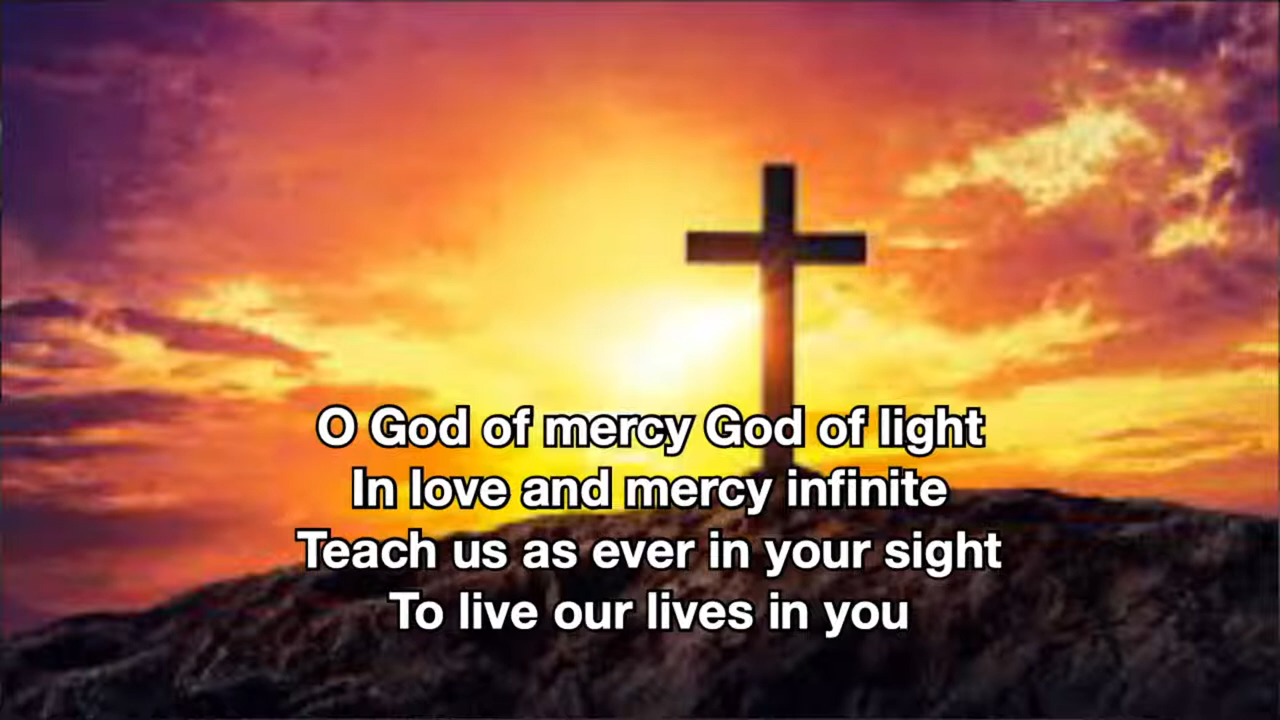 O God of mercy God of light
In love and mercy infinite
Teach us as ever in your sight
To live our lives in you